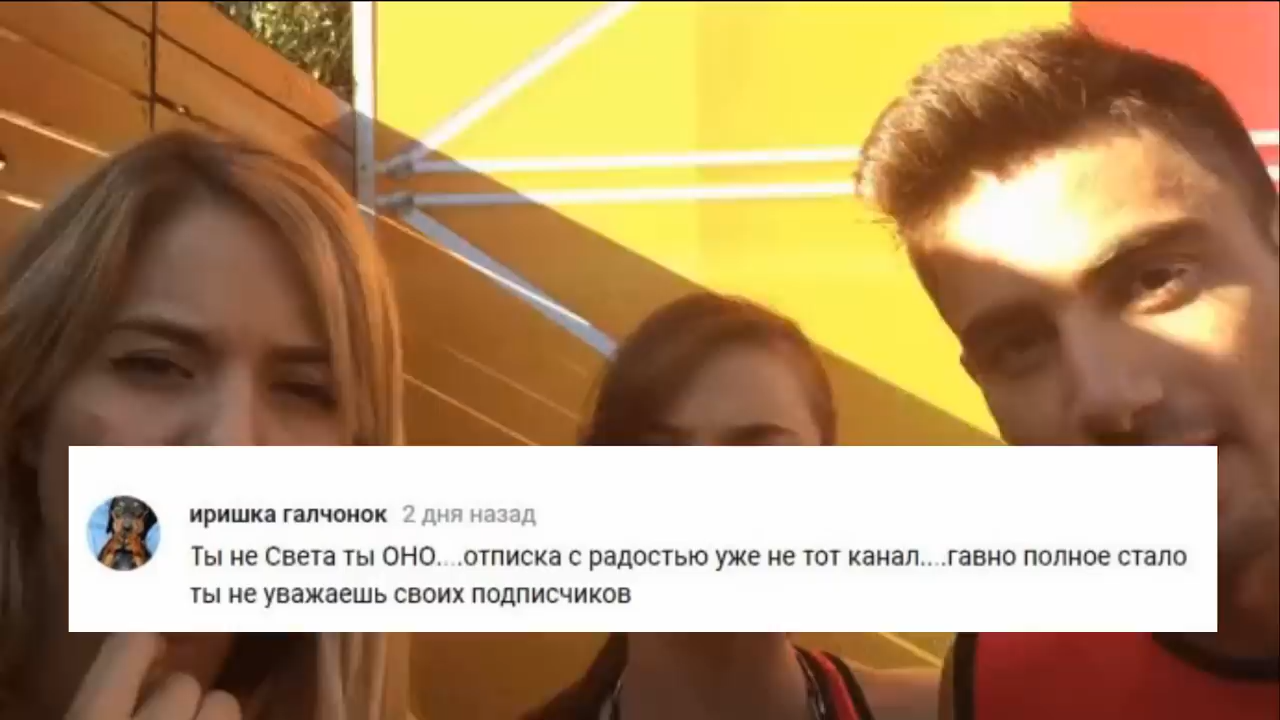 иришка галчонок 2 дня назад
Ты не Света ты ОНО....отписка с радостью уже не тот канал....гавно полное стало
ты не уважаешь своих подписчиков